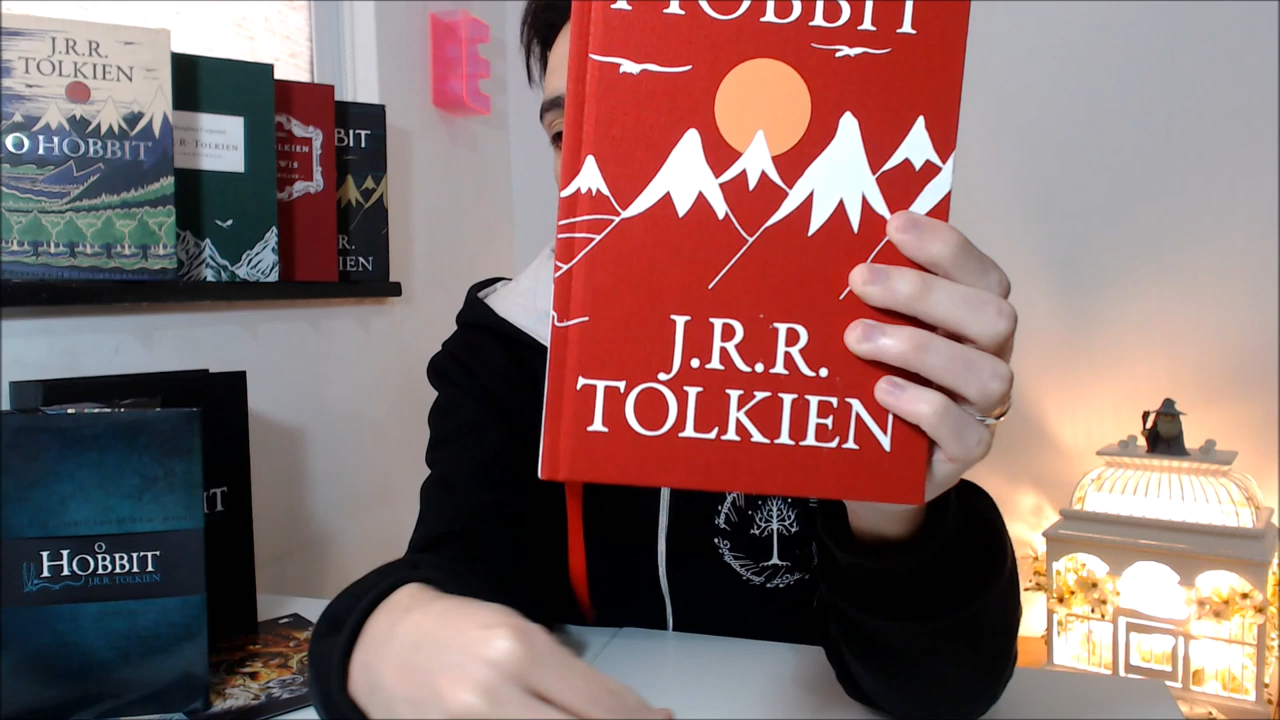 HOBBIT
J.R.R.
TOLKIEN
J.R.R.
TOLKIEN
O HOBBIT
TOLKIEN
BIT
R.
IEN
O
HOBBIT
J.R.R. TOLKIEN
IT